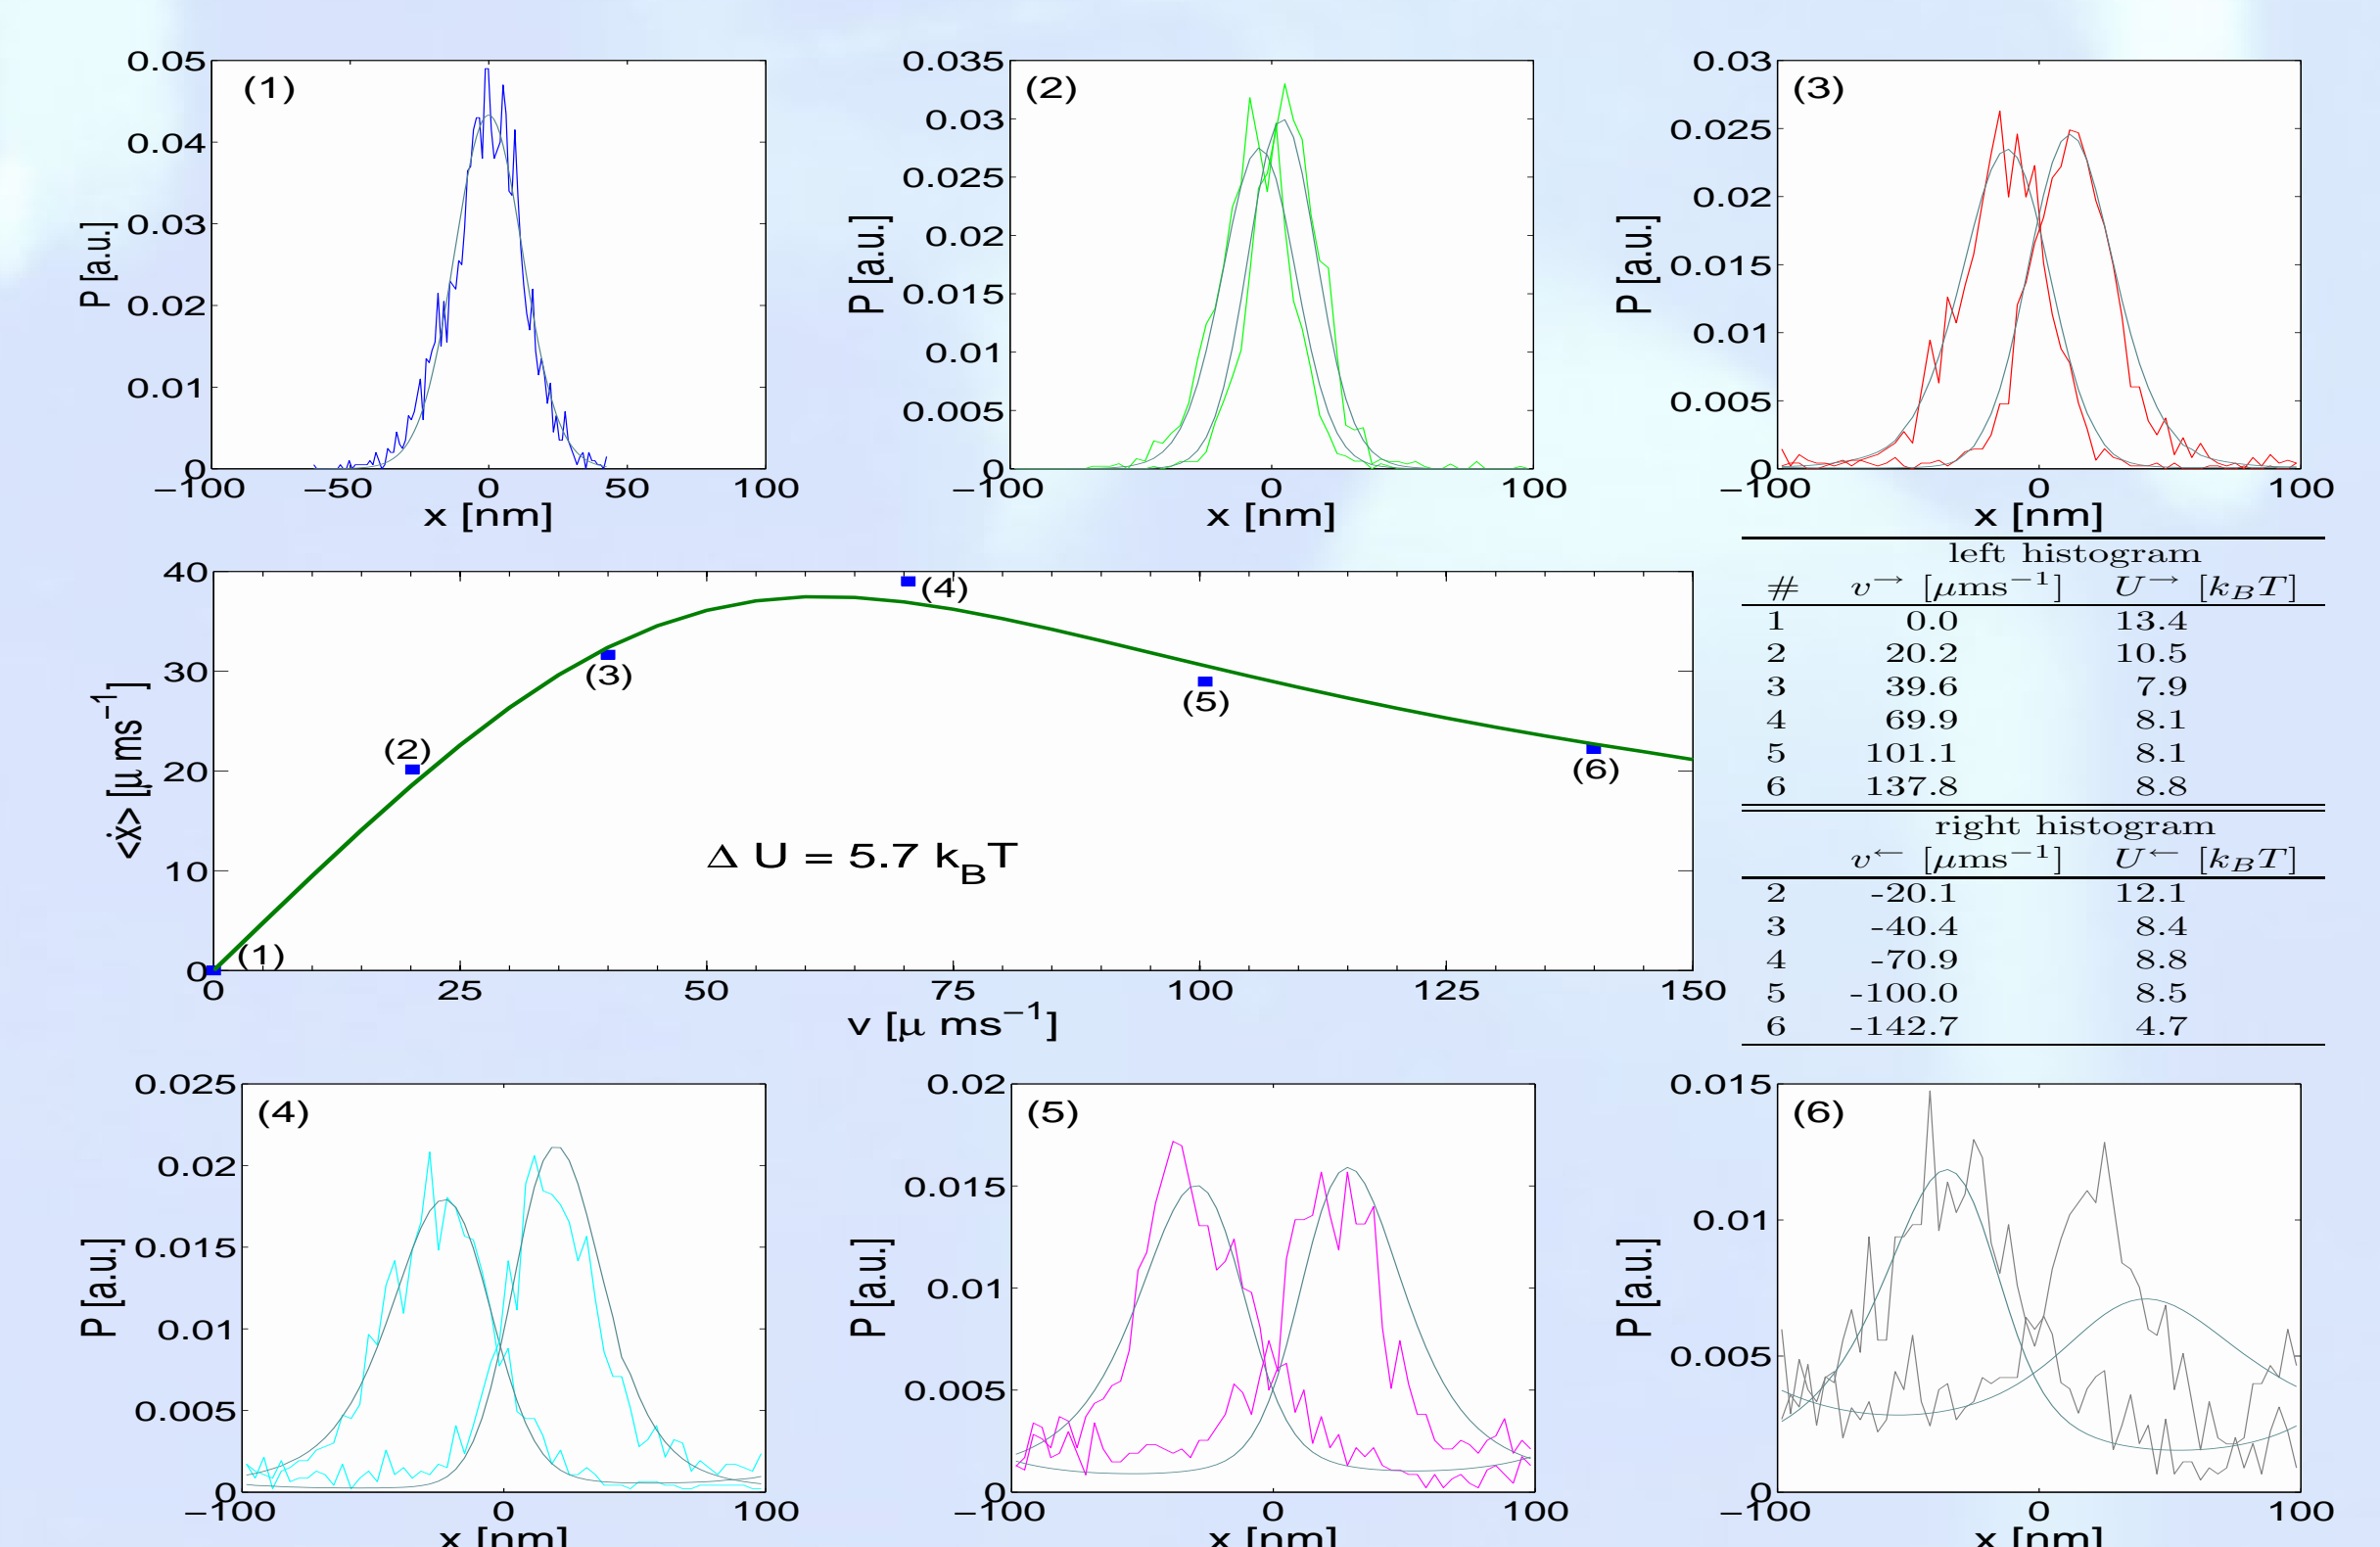 (1)
P [a.u.]
0.05
0.04
0.03
0.02
0.01
0
−100 −50 0 50 100
x [nm]
(2)
P [a.u.]
0.035
0.03
0.025
0.02
0.015
0.01
0.005
0
−100 0 100
x [nm]
(3)
P [a.u.]
0.03
0.025
0.02
0.015
0.01
0.005
0
−100 0 100
x [nm]
<ẋ> [μ ms⁻¹]
40
30
20
10
0
(1)
(2)
(3)
(4)
(5)
(6)
Δ U = 5.7 k_BT
0 25 50 75 100 125 150
v [μ ms⁻¹]
left histogram
# v→ [μms⁻¹] U→ [k_BT]
1 0.0 13.4
2 20.2 10.5
3 39.6 7.9
4 69.9 8.1
5 101.1 8.1
6 137.8 8.8
right histogram
v← [μms⁻¹] U← [k_BT]
2 -20.1 12.1
3 -40.4 8.4
4 -70.9 8.8
5 -100.0 8.5
6 -142.7 4.7
(4)
P [a.u.]
0.025
0.02
0.015
0.01
0.005
0
−100 0 100
x [nm]
(5)
P [a.u.]
0.02
0.015
0.01
0.005
0
−100 0 100
x [nm]
(6)
P [a.u.]
0.015
0.01
0.005
0
−100 0 100
x [nm]